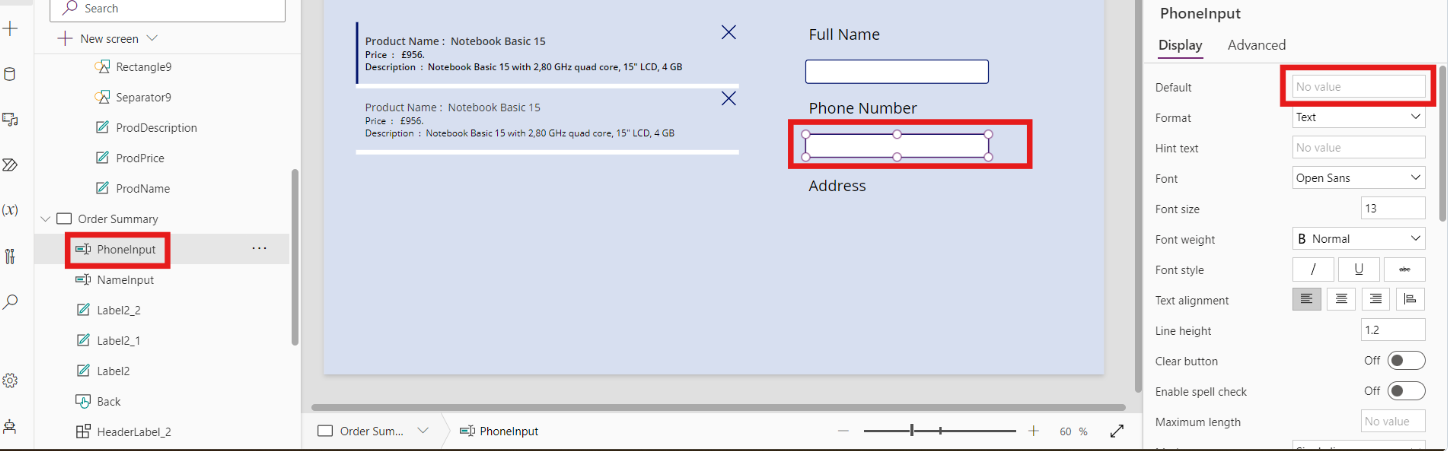 Search
New screen
Rectangle9
Separator9
ProdDescription
ProdPrice
ProdName
Order Summary
PhoneInput
...
NameInput
Label2_2
Label2_1
Label2
Back
HeaderLabel_2
(x)
Product Name : Notebook Basic 15
Price : £956.
Description : Notebook Basic 15 with 2,80 GHz quad core, 15" LCD, 4 GB
Product Name : Notebook Basic 15
Price : £956.
Description : Notebook Basic 15 with 2,80 GHz quad core, 15" LCD, 4 GB
Full Name
Phone Number
Address
Order Sum...
PhoneInput
60 %
PhoneInput
Display Advanced
Default No value
Format Text
Hint text No value
Font Open Sans
Font size 13
Font weight B Normal
Font style / U abc
Text alignment
Line height 1.2
Clear button Off
Enable spell check Off
Maximum length No value